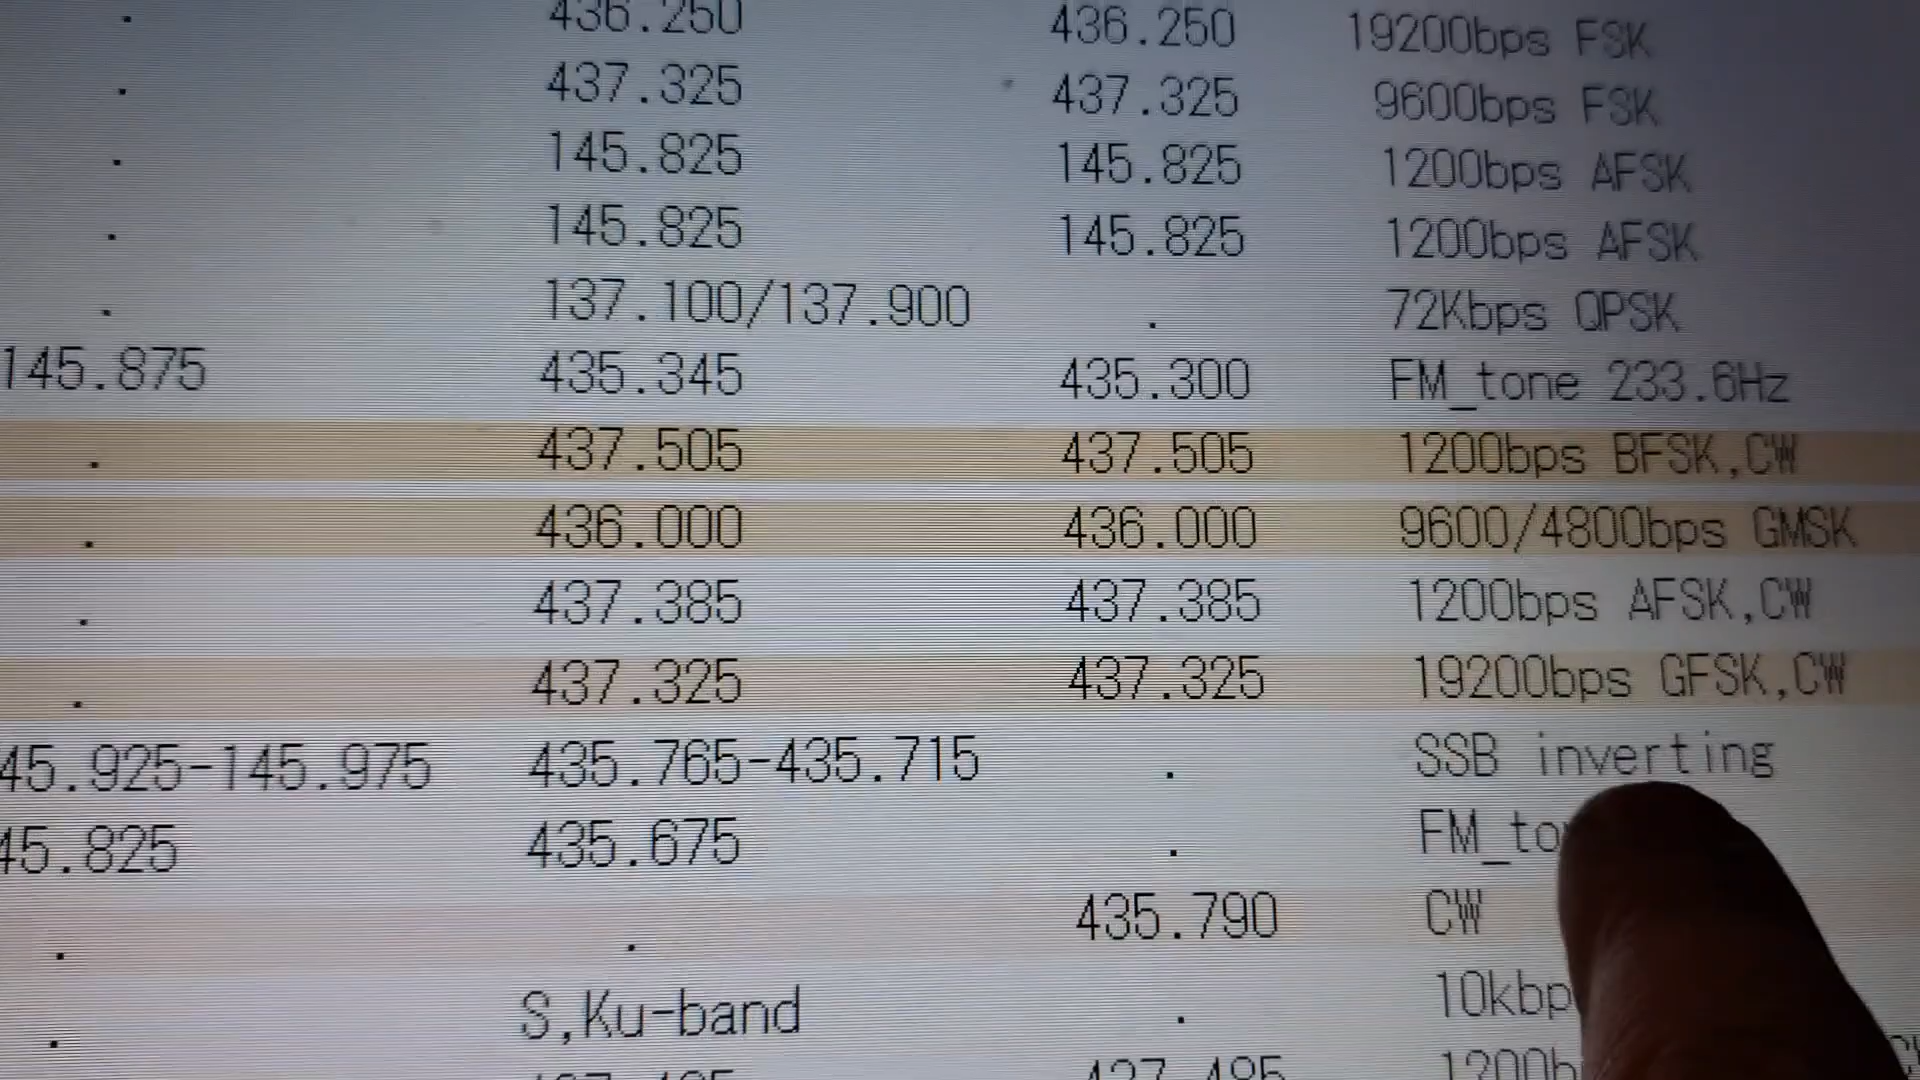 . 436.250 436.250 19200bps FSK
. 437.325 437.325 9600bps FSK
. 145.825 145.825 1200bps AFSK
. 145.825 145.825 1200bps AFSK
. 137.100/137.900 . 72Kbps QPSK
145.875 435.345 435.300 FM_tone 233.6Hz
. 437.505 437.505 1200bps BFSK,CW
. 436.000 436.000 9600/4800bps GMSK
. 437.385 437.385 1200bps AFSK,CW
. 437.325 437.325 19200bps GFSK,CW
45.925-145.975 435.765-435.715 . SSB inverting
45.825 435.675 . FM_to
. . 435.790 CW
. S,Ku-band . 10kbp